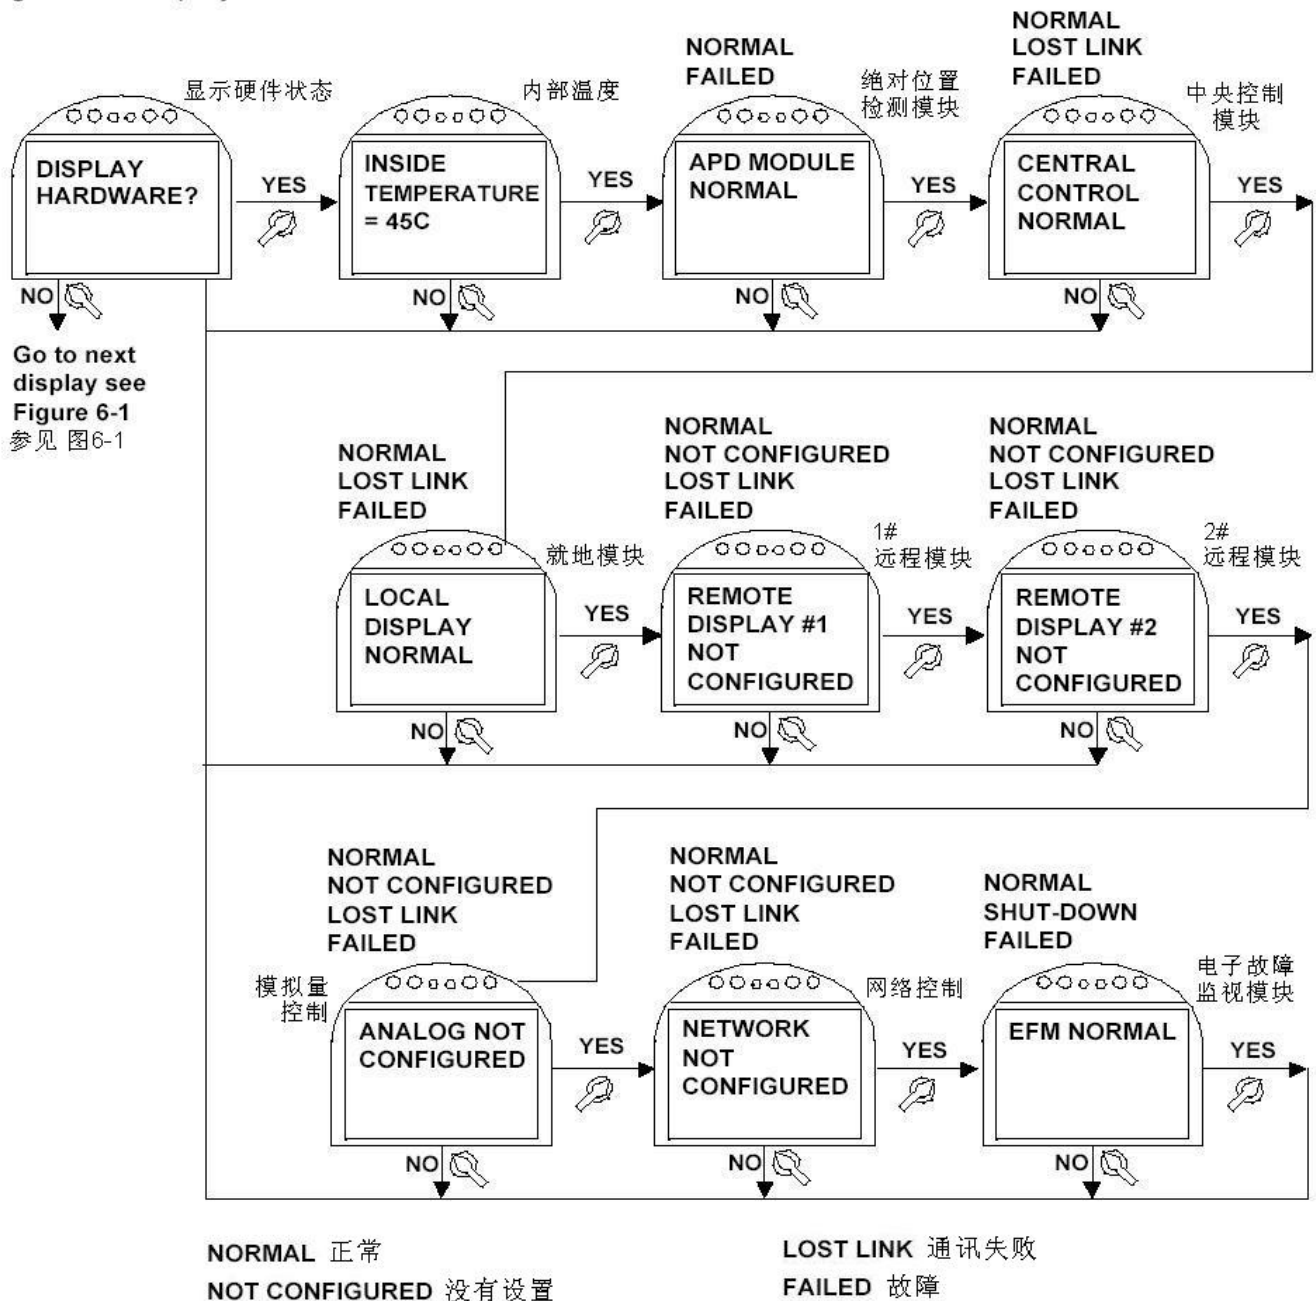 NORMAL
FAILED
NORMAL
LOST LINK
FAILED
显示硬件状态
内部温度
绝对位置
检测模块
中央控制
模块
DISPLAY
HARDWARE?
YES
INSIDE
TEMPERATURE
= 45C
YES
APD MODULE
NORMAL
YES
CENTRAL
CONTROL
NORMAL
YES
NO
NO
NO
NO
Go to next
display see
Figure 6-1
参见 图6-1
NORMAL
LOST LINK
FAILED
NORMAL
NOT CONFIGURED
LOST LINK
FAILED
NORMAL
NOT CONFIGURED
LOST LINK
FAILED
就地模块
1#
远程模块
2#
远程模块
LOCAL
DISPLAY
NORMAL
YES
REMOTE
DISPLAY #1
NOT
CONFIGURED
YES
REMOTE
DISPLAY #2
NOT
CONFIGURED
YES
NO
NO
NO
NORMAL
NOT CONFIGURED
LOST LINK
FAILED
NORMAL
NOT CONFIGURED
LOST LINK
FAILED
NORMAL
SHUT-DOWN
FAILED
模拟量
控制
网络控制
电子故障
监视模块
ANALOG NOT
CONFIGURED
YES
NETWORK
NOT
CONFIGURED
YES
EFM NORMAL
YES
NO
NO
NO
NORMAL 正常
LOST LINK 通讯失败
NOT CONFIGURED 没有设置
FAILED 故障